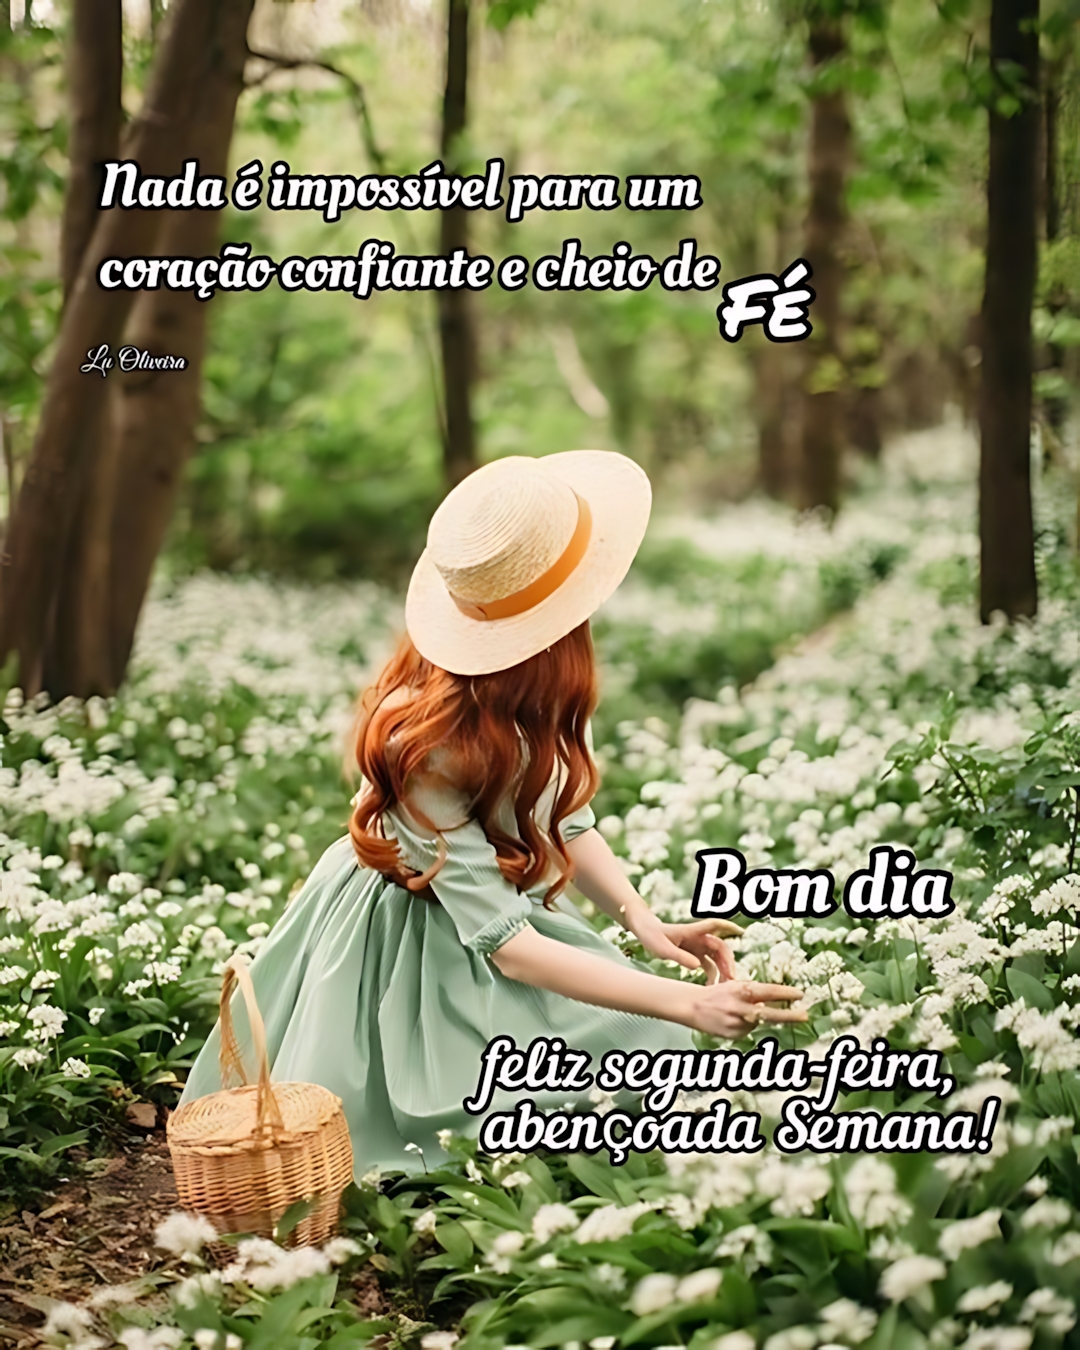 Nada é impossível para um
coração confiante e cheio de
FÉ
Lu Oliveira
Bom dia
feliz segunda-feira,
abençoada Semana!